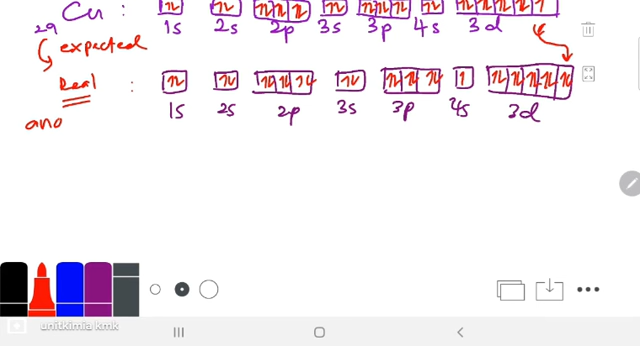 29 Cu :
1s 2s 2p 3s 3p 4s 3d
expected
Real :
1s 2s 2p 3s 3p 4s 3d
ano
unitkimia kmk